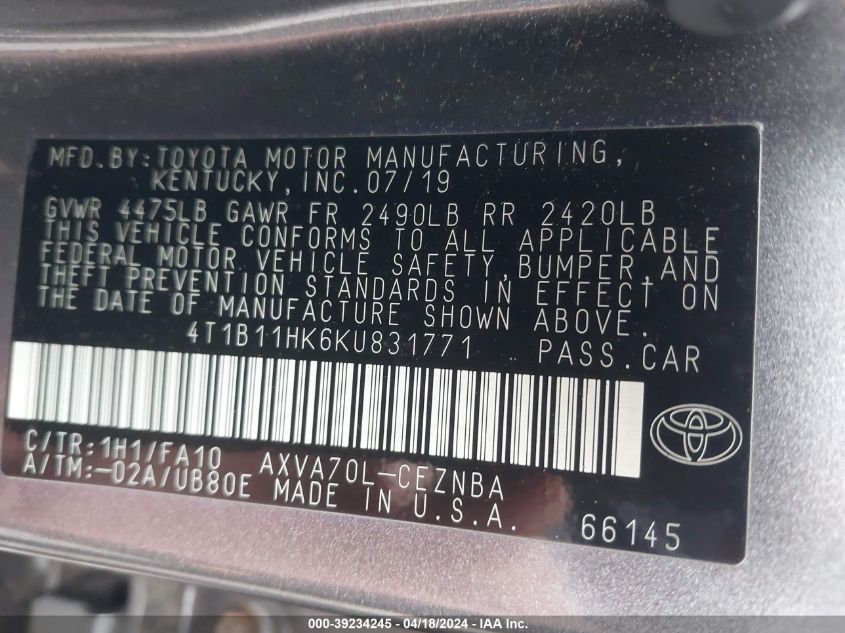 MFD.BY:TOYOTA MOTOR MANUFACTURING,
KENTUCKY,INC.07/19
GVWR 4475LB GAWR FR 2490LB RR 2420LB
THIS VEHICLE CONFORMS TO ALL APPLICABLE
FEDERAL MOTOR VEHICLE SAFETY,BUMPER,AND
THEFT PREVENTION STANDARDS IN EFFECT ON
THE DATE OF MANUFACTURE SHOWN ABOVE.
4T1B11HK6KU831771 PASS.CAR
C/TR:1H1/FA10 AXVA70L-CEZNBA
A/TM:-02A/UB80E MADE IN U.S.A.
66145
000-39234245 - 04/18/2024 - IAA Inc.